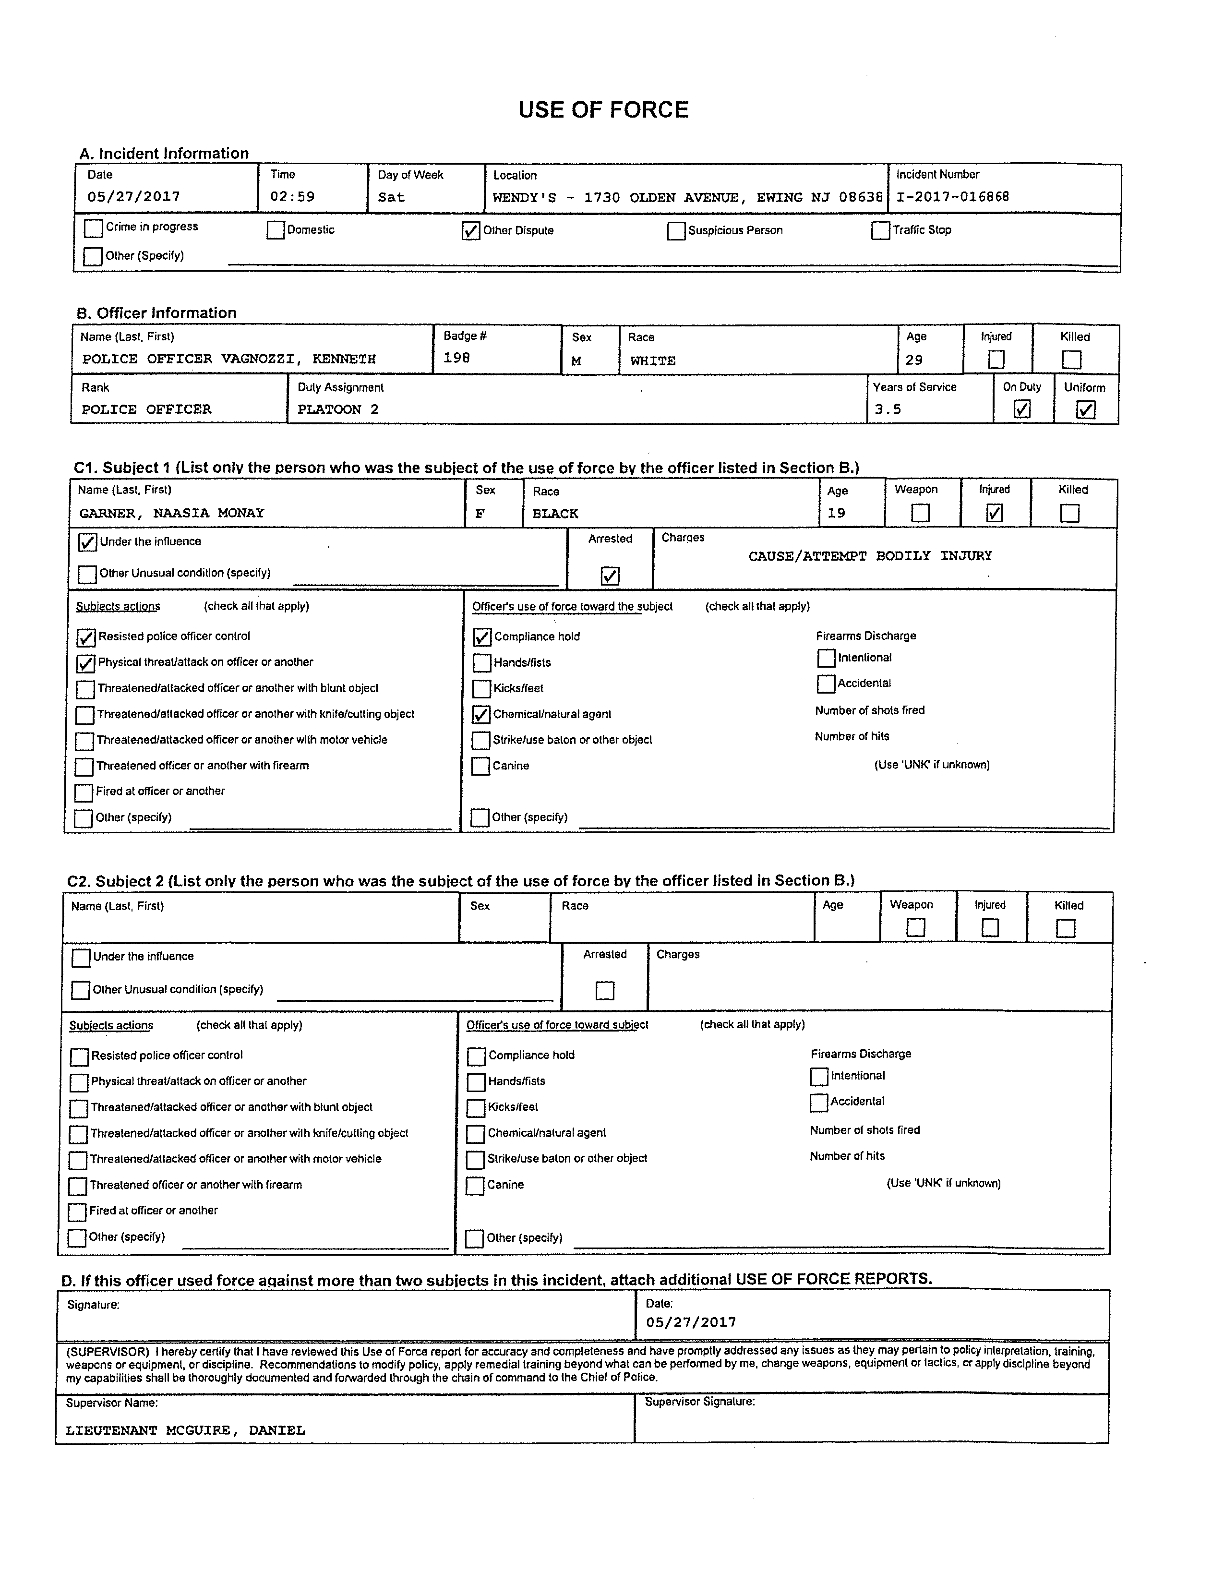 USE OF FORCE
A. Incident Information
Date Time Day of Week Location Incident Number
05/27/2017 02:59 Sat WENDY'S - 1730 OLDEN AVENUE, EWING NJ 08638 I-2017-016868
Crime in progress Domestic Other Dispute Suspicious Person Traffic Stop
Other (Specify)
B. Officer Information
Name (Last, First) Badge # Sex Race Age Injured Killed
POLICE OFFICER VAGNOZZI, KENNETH 198 M WHITE 29
Rank Duty Assignment Years of Service On Duty Uniform
POLICE OFFICER PLATOON 2 3.5
C1. Subject 1 (List only the person who was the subject of the use of force by the officer listed in Section B.)
Name (Last, First) Sex Race Age Weapon Injured Killed
GARNER, NAASIA MONAY F BLACK 19
Under the influence Arrested Charges
CAUSE/ATTEMPT BODILY INJURY
Other Unusual condition (specify)
Subjects actions (check all that apply) Officer's use of force toward the subject (check all that apply)
Resisted police officer control Compliance hold Firearms Discharge
Physical threat/attack on officer or another Hands/fists Intentional
Threatened/attacked officer or another with blunt object Kicks/feet Accidental
Threatened/attacked officer or another with knife/cutting object Chemical/natural agent Number of shots fired
Threatened/attacked officer or another with motor vehicle Strike/use baton or other object Number of hits
Threatened officer or another with firearm Canine (Use 'UNK' if unknown)
Fired at officer or another
Other (specify) Other (specify)
C2. Subject 2 (List only the person who was the subject of the use of force by the officer listed in Section B.)
Name (Last, First) Sex Race Age Weapon Injured Killed
Under the influence Arrested Charges
Other Unusual condition (specify)
Subjects actions (check all that apply) Officer's use of force toward subject (check all that apply)
Resisted police officer control Compliance hold Firearms Discharge
Physical threat/attack on officer or another Hands/fists Intentional
Threatened/attacked officer or another with blunt object Kicks/feet Accidental
Threatened/attacked officer or another with knife/cutting object Chemical/natural agent Number of shots fired
Threatened/attacked officer or another with motor vehicle Strike/use baton or other object Number of hits
Threatened officer or another with firearm Canine (Use 'UNK' if unknown)
Fired at officer or another
Other (specify) Other (specify)
D. If this officer used force against more than two subjects in this incident, attach additional USE OF FORCE REPORTS.
Signature: Date:
05/27/2017
(SUPERVISOR) I hereby certify that I have reviewed this Use of Force report for accuracy and completeness and have promptly addressed any issues as they may pertain to policy interpretation, training,
weapons or equipment, or discipline. Recommendations to modify policy, apply remedial training beyond what can be performed by me, change weapons, equipment or tactics, or apply discipline beyond
my capabilities shall be thoroughly documented and forwarded through the chain of command to the Chief of Police.
Supervisor Name: Supervisor Signature:
LIEUTENANT MCGUIRE, DANIEL